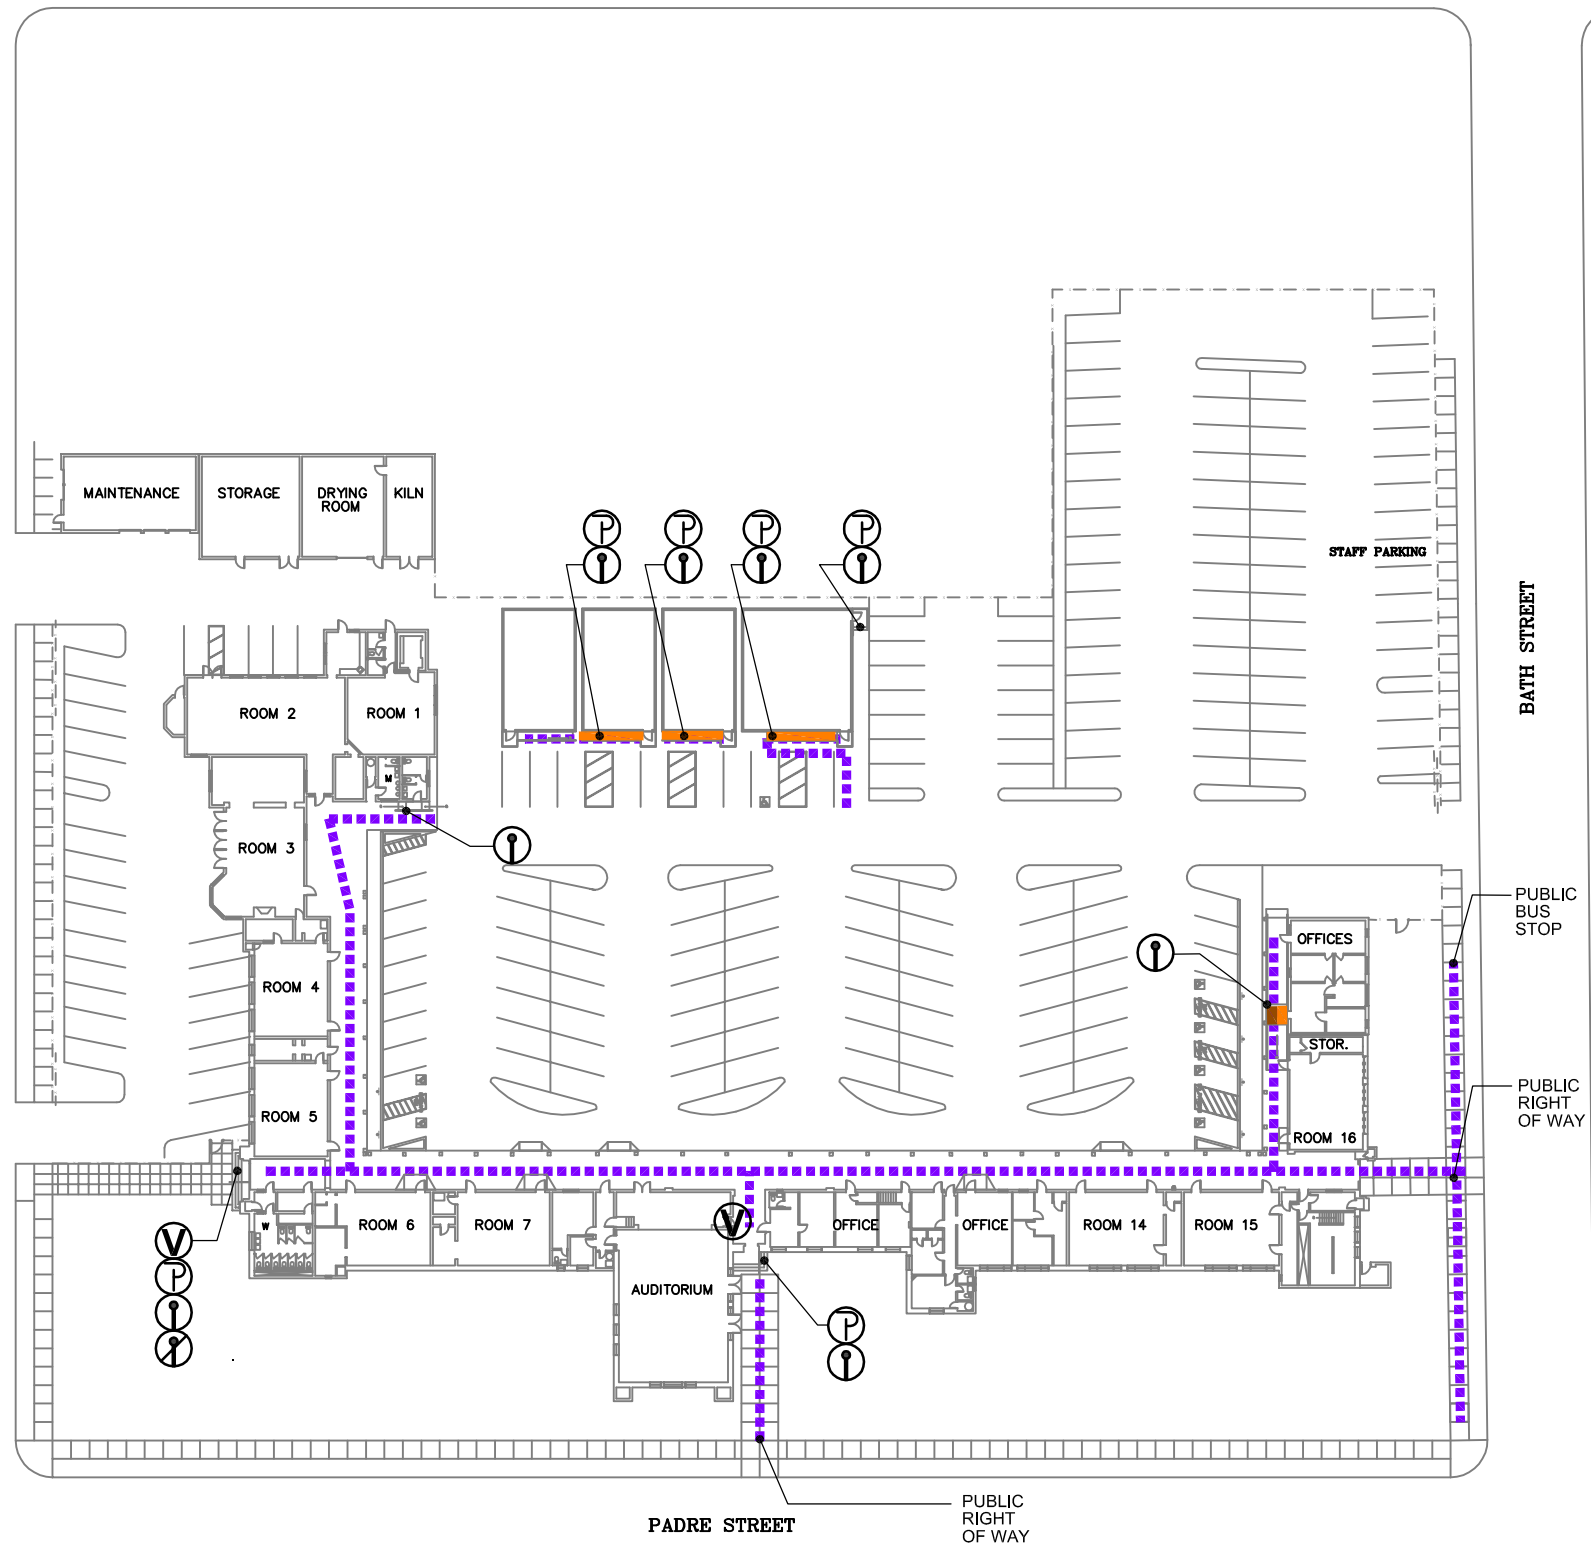 MAINTENANCE
STORAGE
DRYING
ROOM
KILN
P
P
P
P
STAFF PARKING
BATH STREET
ROOM 2
ROOM 1
M
ROOM 3
PUBLIC
BUS
STOP
OFFICES
ROOM 4
STOR.
PUBLIC
RIGHT
OF WAY
ROOM 5
ROOM 16
W
ROOM 6
ROOM 7
V
OFFICE
OFFICE
ROOM 14
ROOM 15
V
P
AUDITORIUM
P
PUBLIC
RIGHT
OF WAY
PADRE STREET